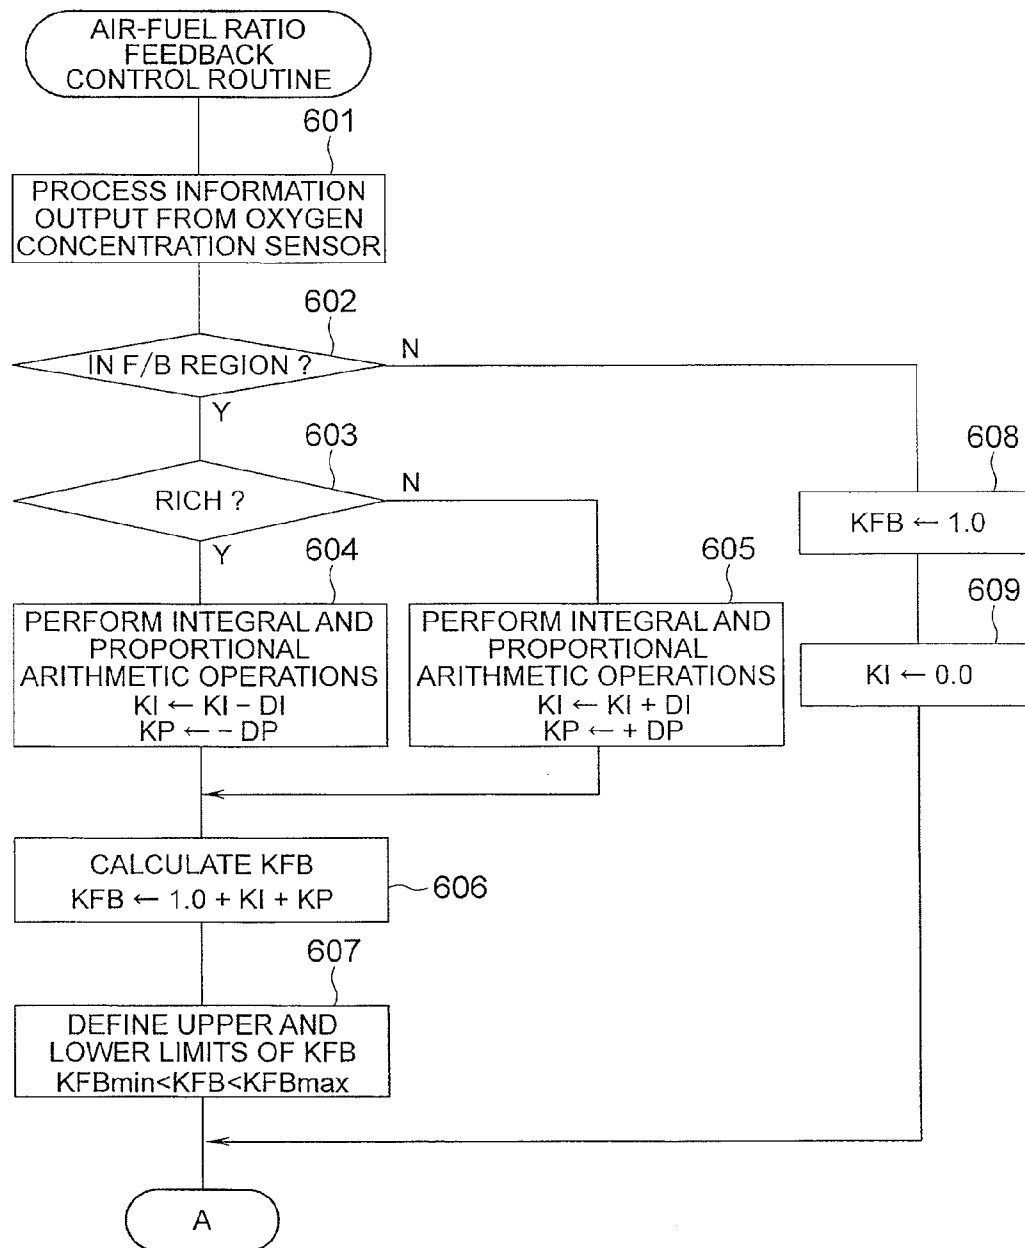 AIR-FUEL RATIO
FEEDBACK
CONTROL ROUTINE
601
PROCESS INFORMATION
OUTPUT FROM OXYGEN
CONCENTRATION SENSOR
602
IN F/B REGION ?
N
Y
603
RICH ?
N
Y
608
KFB ← 1.0
604
PERFORM INTEGRAL AND
PROPORTIONAL
ARITHMETIC OPERATIONS
KI ← KI − DI
KP ← − DP
605
PERFORM INTEGRAL AND
PROPORTIONAL
ARITHMETIC OPERATIONS
KI ← KI + DI
KP ← + DP
609
KI ← 0.0
CALCULATE KFB
KFB ← 1.0 + KI + KP
606
607
DEFINE UPPER AND
LOWER LIMITS OF KFB
KFBmin<KFB<KFBmax
A